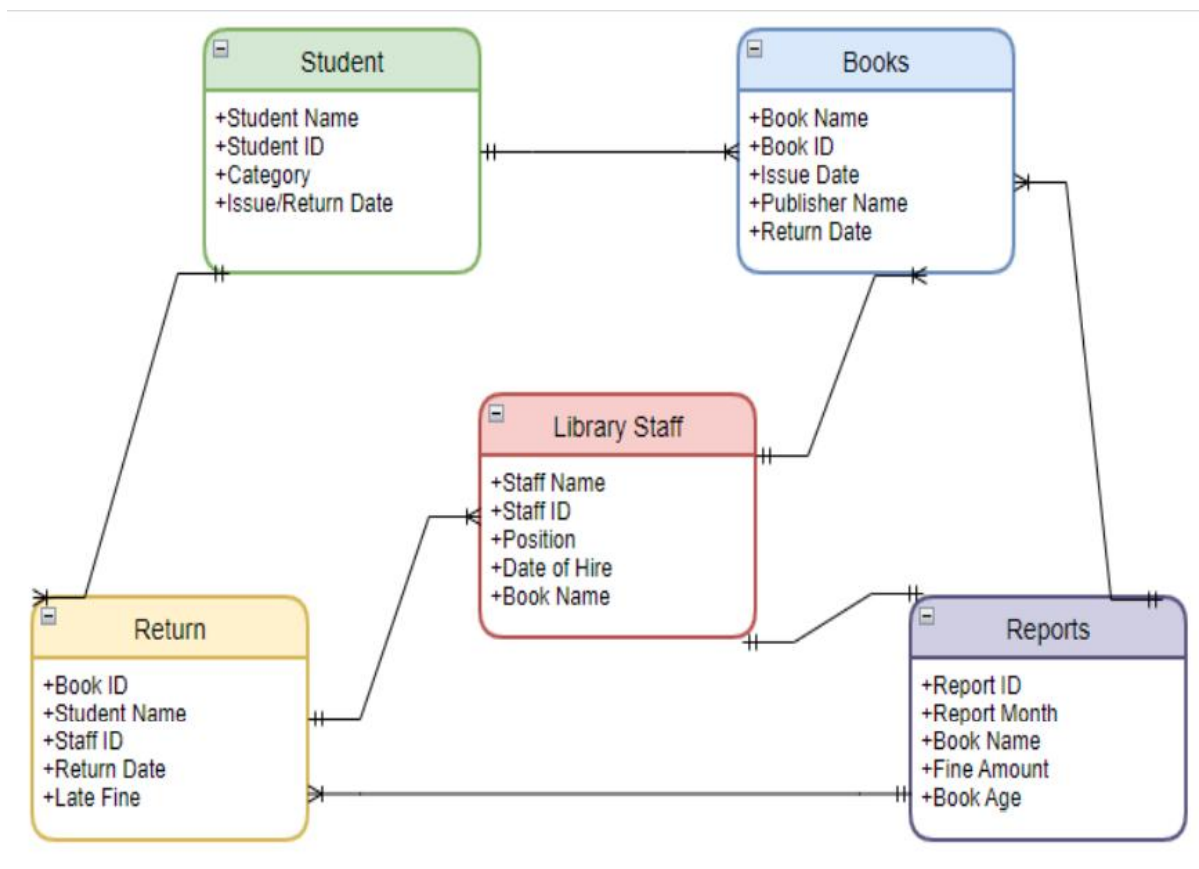 Student
+Student Name
+Student ID
+Category
+Issue/Return Date
Books
+Book Name
+Book ID
+Issue Date
+Publisher Name
+Return Date
Library Staff
+Staff Name
+Staff ID
+Position
+Date of Hire
+Book Name
Return
+Book ID
+Student Name
+Staff ID
+Return Date
+Late Fine
Reports
+Report ID
+Report Month
+Book Name
+Fine Amount
+Book Age